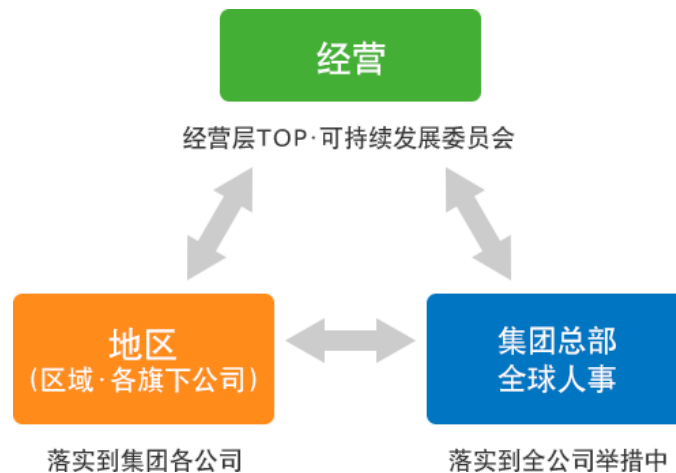 经营
经营层TOP·可持续发展委员会
地区
(区域·各旗下公司)
落实到集团各公司
集团总部
全球人事
落实到全公司举措中